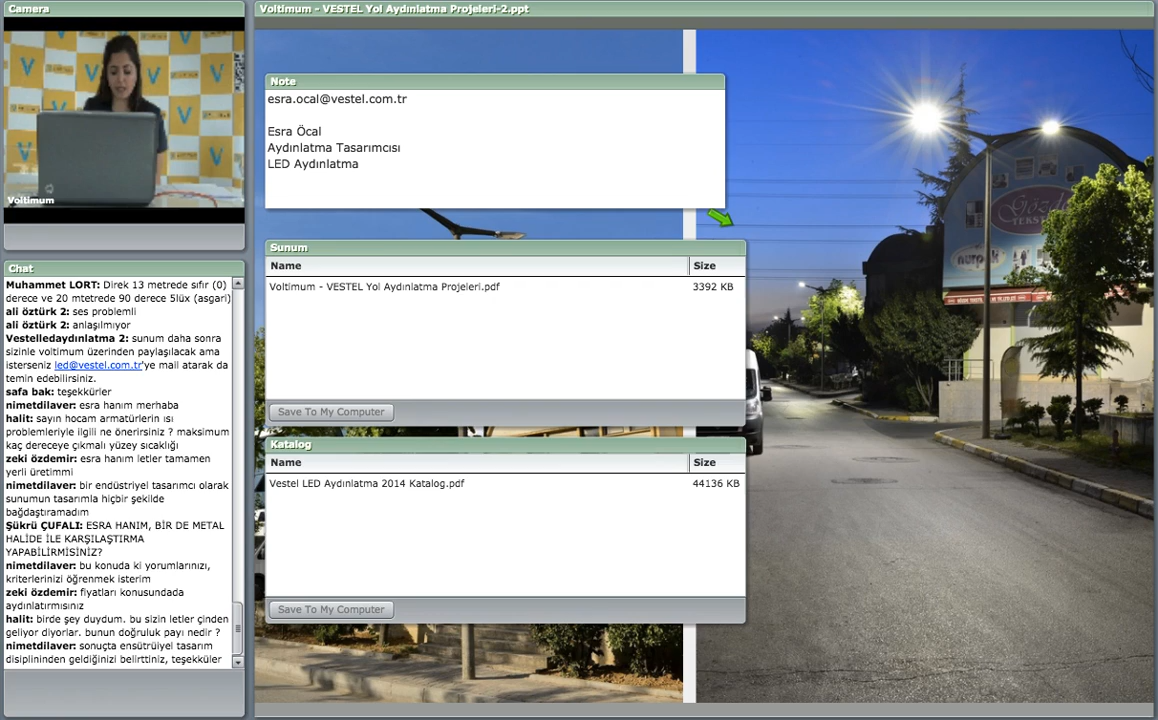 Camera
Voltimum
Chat
Muhammet LORT: Direk 13 metrede sıfır (0)
derece ve 20 mtetrede 90 derece 5lüx (asgari)
ali öztürk 2: ses problemli
ali öztürk 2: anlaşılmıyor
Vestelledaydınlatma 2: sunum daha sonra
sizinle voltimum üzerinden paylaşılacak ama
isterseniz led@vestel.com.tr'ye mail atarak da
temin edebilirsiniz.
safa bak: teşekkürler
nimetdilaver: esra hanım merhaba
halit: sayın hocam armatürlerin ısı
problemleriyle ilgili ne önerirsiniz ? maksimum
kaç dereceye çıkmalı yüzey sıcaklığı
zeki özdemir: esra hanım letler tamamen
yerli üretimmi
nimetdilaver: bir endüstriyel tasarımcı olarak
sunumun tasarımla hiçbir şekilde
bağdaştıramadım
Şükrü ÇUFALI: ESRA HANIM, BİR DE METAL
HALİDE İLE KARŞILAŞTIRMA
YAPABİLİRMİSİNİZ?
nimetdilaver: bu konuda ki yorumlarınızı,
kriterlerinizi öğrenmek isterim
zeki özdemir: fiyatları konusundada
aydınlatırmısınız
halit: birde şey duydum. bu sizin letler çinden
geliyor diyorlar. bunun doğruluk payı nedir ?
nimetdilaver: sonuçta ensütrüiyel tasarım
disiplininden geldiğinizi belirttiniz, teşekküler
Voltimum - VESTEL Yol Aydınlatma Projeleri-2.ppt
Note
esra.ocal@vestel.com.tr
Esra Öcal
Aydınlatma Tasarımcısı
LED Aydınlatma
Sunum
Name Size
Voltimum - VESTEL Yol Aydınlatma Projeleri.pdf 3392 KB
Save To My Computer
Katalog
Name Size
Vestel LED Aydınlatma 2014 Katalog.pdf 44136 KB
Save To My Computer